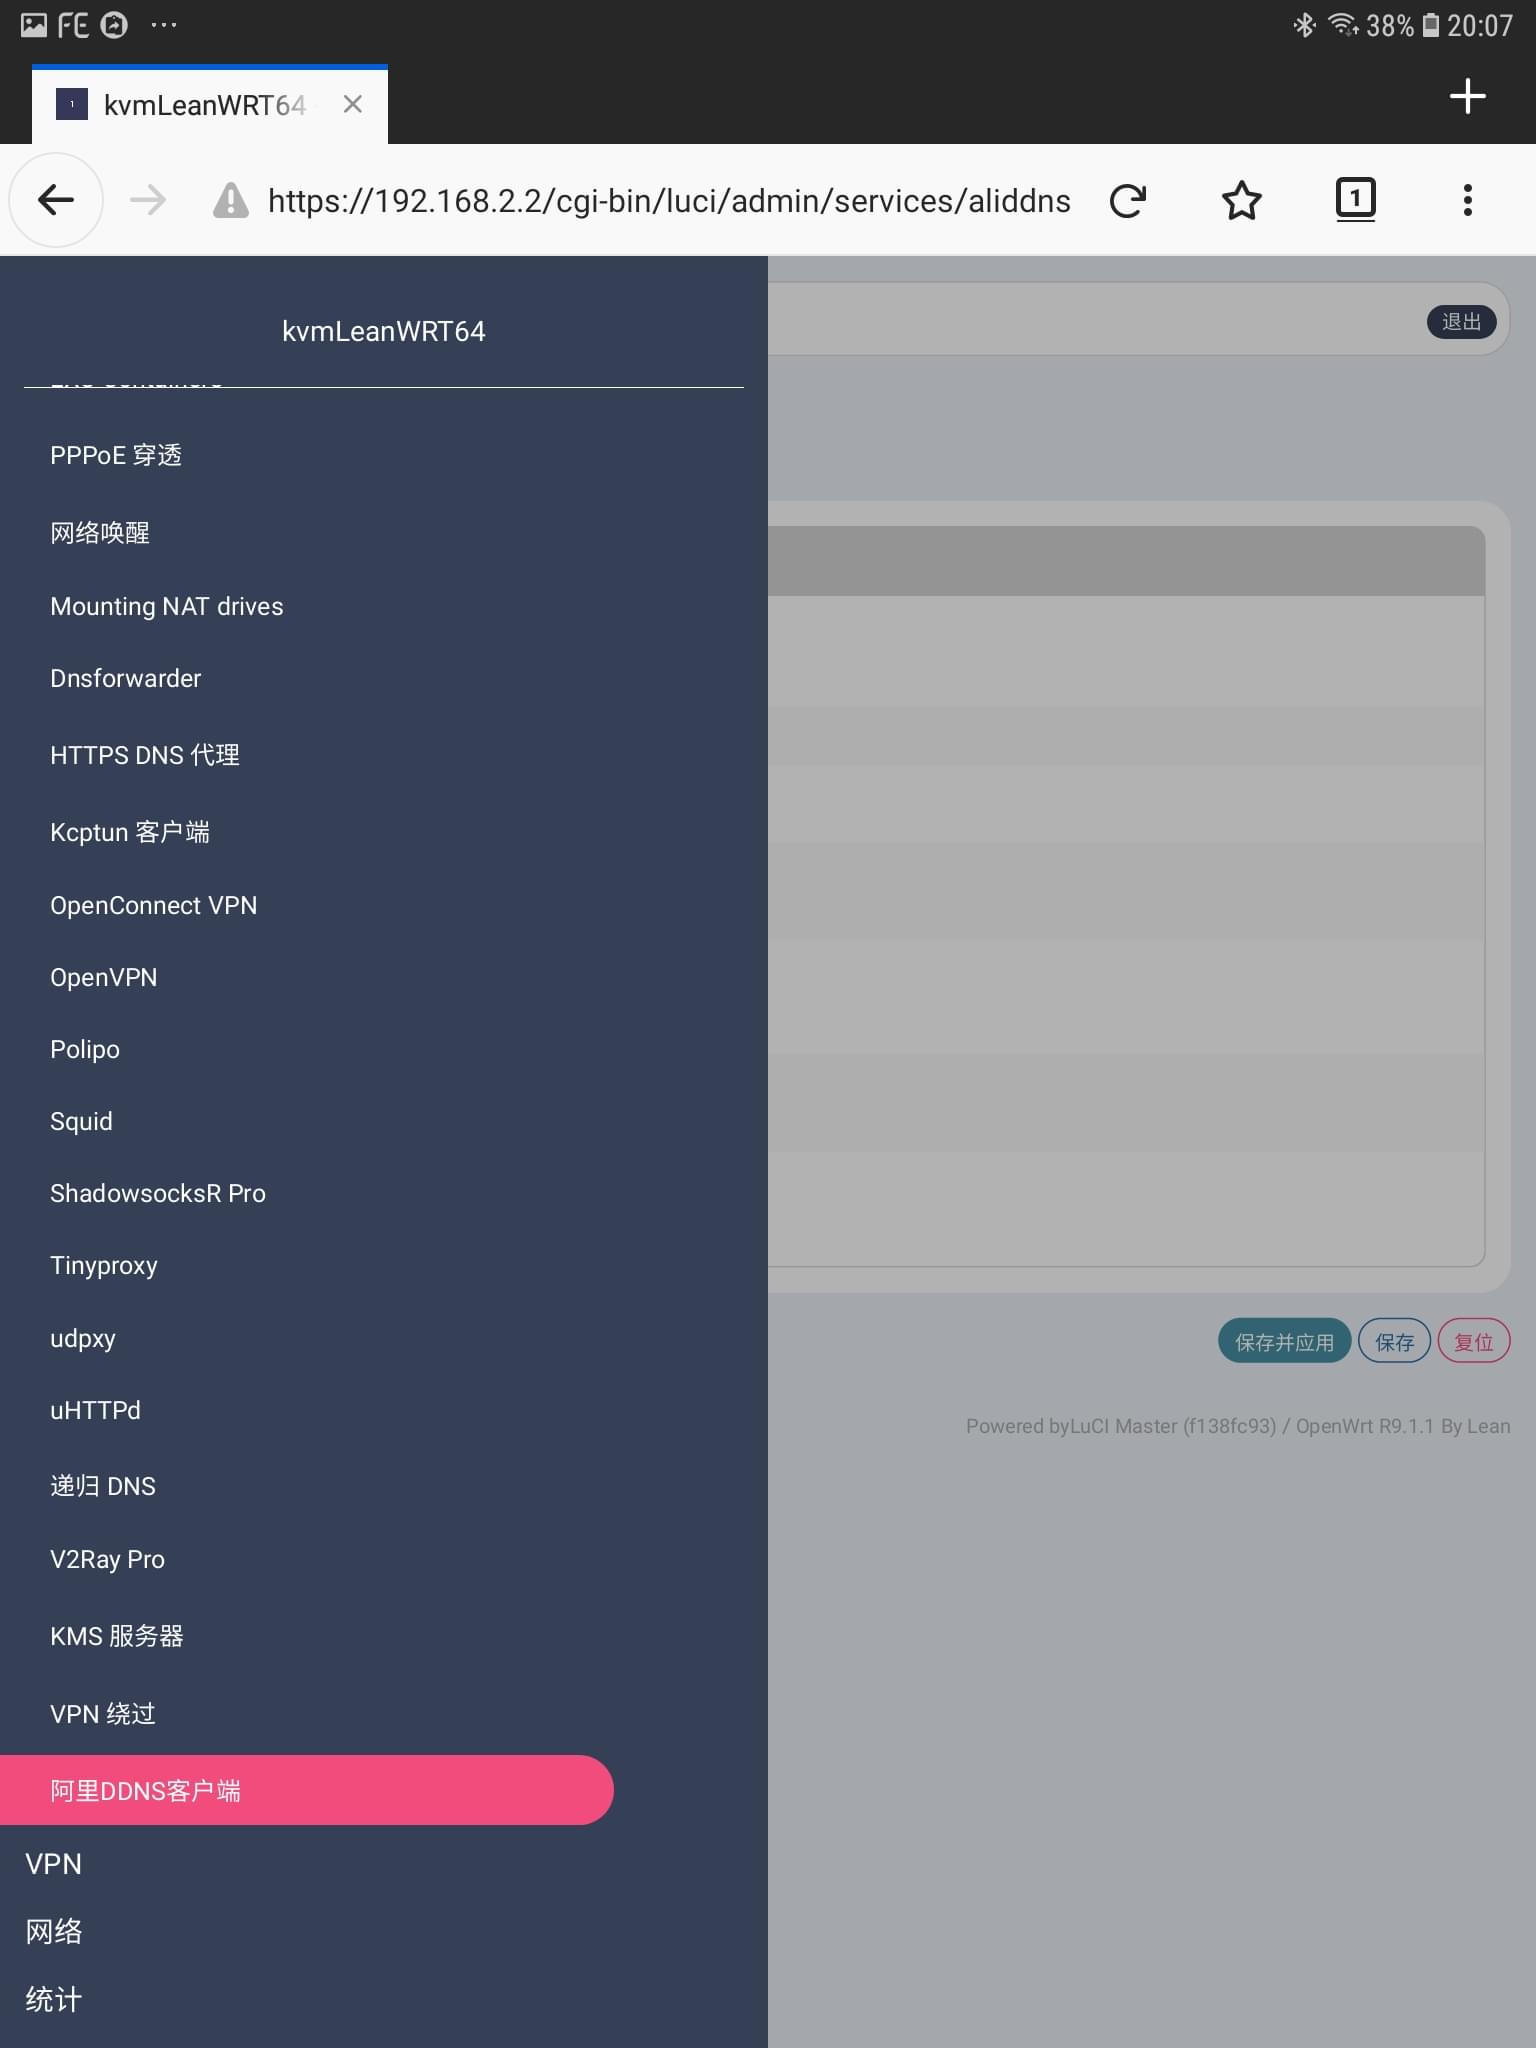 FE
38%
20:07
kvmLeanWRT64
https://192.168.2.2/cgi-bin/luci/admin/services/aliddns
1
kvmLeanWRT64
退出
PPPoE 穿透
网络唤醒
Mounting NAT drives
Dnsforwarder
HTTPS DNS 代理
Kcptun 客户端
OpenConnect VPN
OpenVPN
Polipo
Squid
ShadowsocksR Pro
Tinyproxy
udpxy
uHTTPd
递归 DNS
V2Ray Pro
KMS 服务器
VPN 绕过
阿里DDNS客户端
VPN
网络
统计
保存并应用
保存
复位
Powered byLuCI Master (f138fc93) / OpenWrt R9.1.1 By Lean